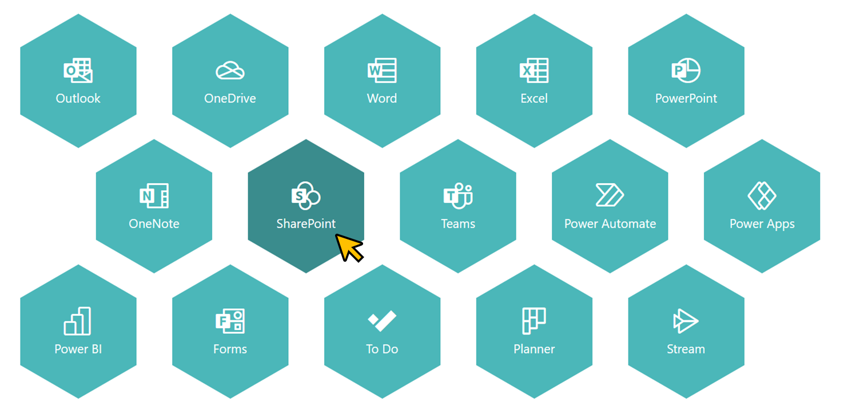 Outlook
OneDrive
Word
Excel
PowerPoint
OneNote
SharePoint
Teams
Power Automate
Power Apps
Power BI
Forms
To Do
Planner
Stream